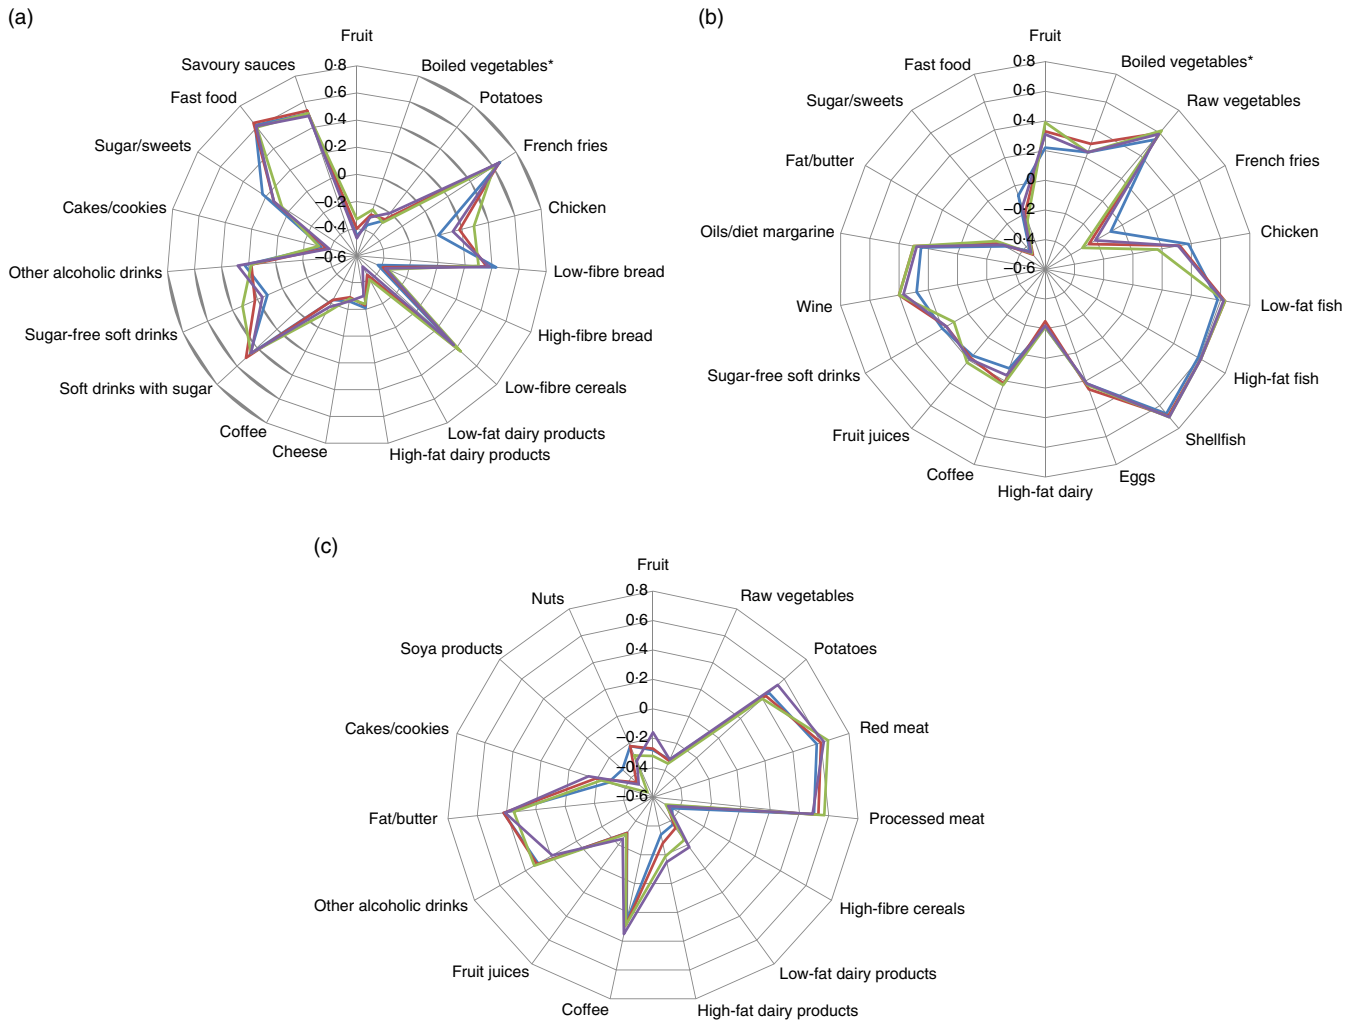 (a)
Fruit
Boiled vegetables*
Potatoes
French fries
Chicken
Low-fibre bread
High-fibre bread
Low-fibre cereals
Low-fat dairy products
High-fat dairy products
Cheese
Coffee
Soft drinks with sugar
Sugar-free soft drinks
Other alcoholic drinks
Cakes/cookies
Sugar/sweets
Fast food
Savoury sauces
0·8
0·6
0·4
0·2
0
−0·2
−0·4
−0·6
(b)
Fruit
Boiled vegetables*
Raw vegetables
French fries
Chicken
Low-fat fish
High-fat fish
Shellfish
Eggs
High-fat dairy
Coffee
Fruit juices
Sugar-free soft drinks
Wine
Oils/diet margarine
Fat/butter
Sugar/sweets
Fast food
0·8
0·6
0·4
0·2
0
−0·2
−0·4
−0·6
(c)
Fruit
Raw vegetables
Potatoes
Red meat
Processed meat
High-fibre cereals
Low-fat dairy products
High-fat dairy products
Coffee
Fruit juices
Other alcoholic drinks
Fat/butter
Cakes/cookies
Soya products
Nuts
0·8
0·6
0·4
0·2
0
−0·2
−0·4
−0·6